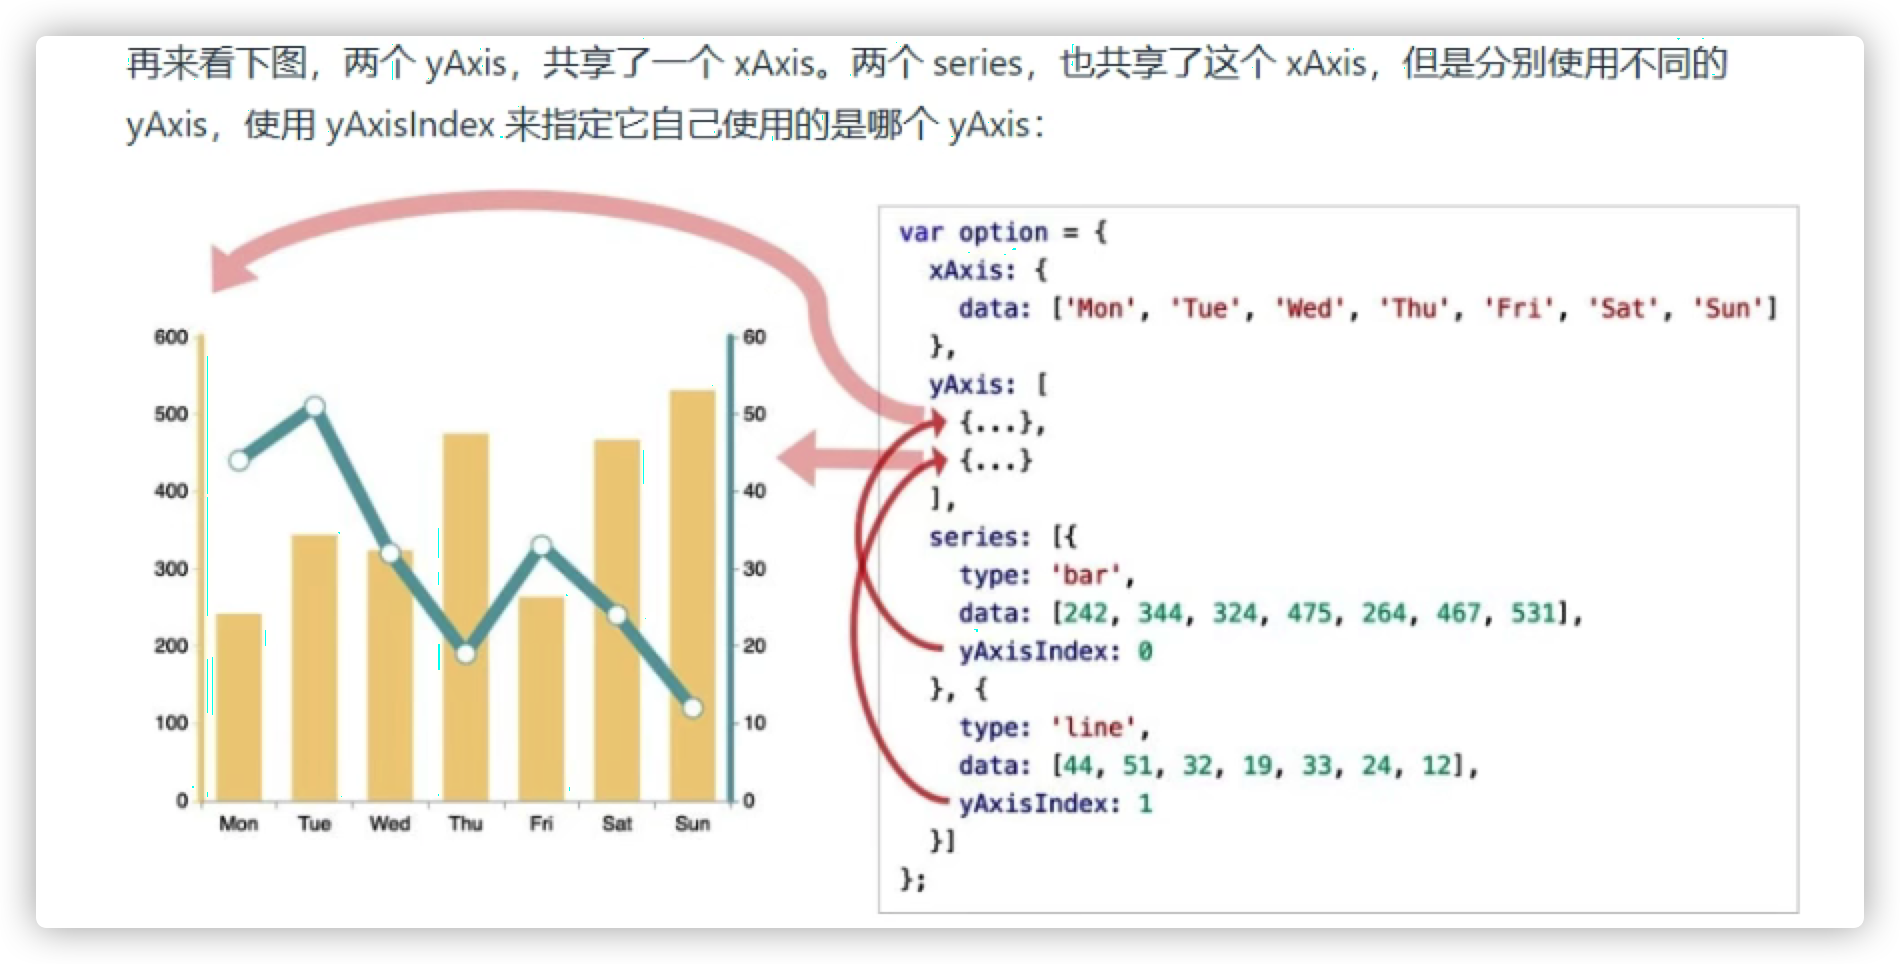 再来看下图，两个 yAxis，共享了一个 xAxis。两个 series，也共享了这个 xAxis，但是分别使用不同的
yAxis，使用 yAxisIndex 来指定它自己使用的是哪个 yAxis：
600
500
400
300
200
100
0
60
50
40
30
20
10
0
Mon Tue Wed Thu Fri Sat Sun
var option = {
  xAxis: {
    data: ['Mon', 'Tue', 'Wed', 'Thu', 'Fri', 'Sat', 'Sun']
  },
  yAxis: [
    {...},
    {...}
  ],
  series: [{
    type: 'bar',
    data: [242, 344, 324, 475, 264, 467, 531],
    yAxisIndex: 0
  }, {
    type: 'line',
    data: [44, 51, 32, 19, 33, 24, 12],
    yAxisIndex: 1
  }]
};